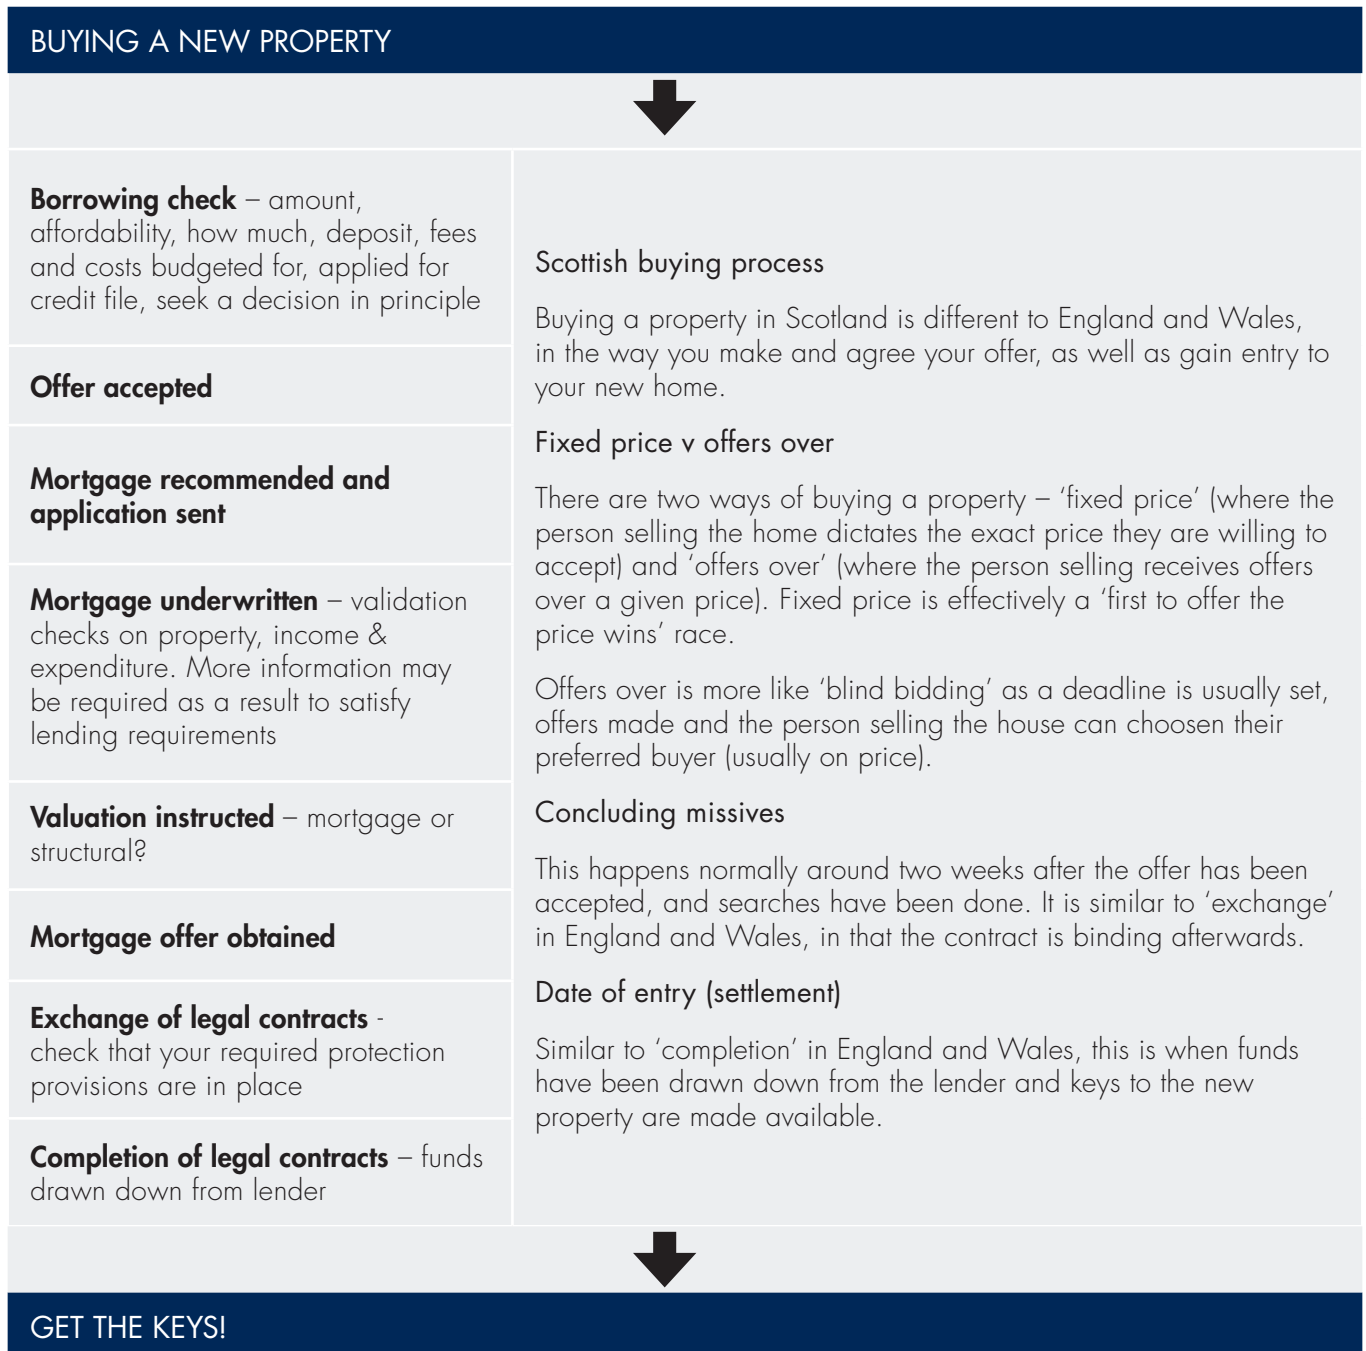 BUYING A NEW PROPERTY
Borrowing check – amount,
affordability, how much, deposit, fees
and costs budgeted for, applied for
credit file, seek a decision in principle
Offer accepted
Mortgage recommended and
application sent
Mortgage underwritten – validation
checks on property, income &
expenditure. More information may
be required as a result to satisfy
lending requirements
Valuation instructed – mortgage or
structural?
Mortgage offer obtained
Exchange of legal contracts -
check that your required protection
provisions are in place
Completion of legal contracts – funds
drawn down from lender
Scottish buying process
Buying a property in Scotland is different to England and Wales,
in the way you make and agree your offer, as well as gain entry to
your new home.
Fixed price v offers over
There are two ways of buying a property – ‘fixed price’ (where the
person selling the home dictates the exact price they are willing to
accept) and ‘offers over’ (where the person selling receives offers
over a given price). Fixed price is effectively a ‘first to offer the
price wins’ race.
Offers over is more like ‘blind bidding’ as a deadline is usually set,
offers made and the person selling the house can choosen their
preferred buyer (usually on price).
Concluding missives
This happens normally around two weeks after the offer has been
accepted, and searches have been done. It is similar to ‘exchange’
in England and Wales, in that the contract is binding afterwards.
Date of entry (settlement)
Similar to ‘completion’ in England and Wales, this is when funds
have been drawn down from the lender and keys to the new
property are made available.
GET THE KEYS!